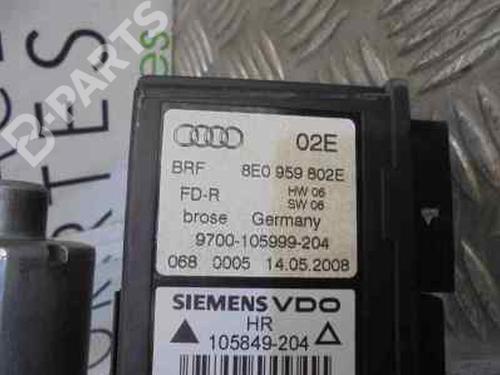 B-Parts
02E
BRF 8E0 959 802E
FD-R HW 06
SW 06
brose Germany
9700-105999-204
068 0005 14.05.2008
SIEMENS VDO
HR
105849-204